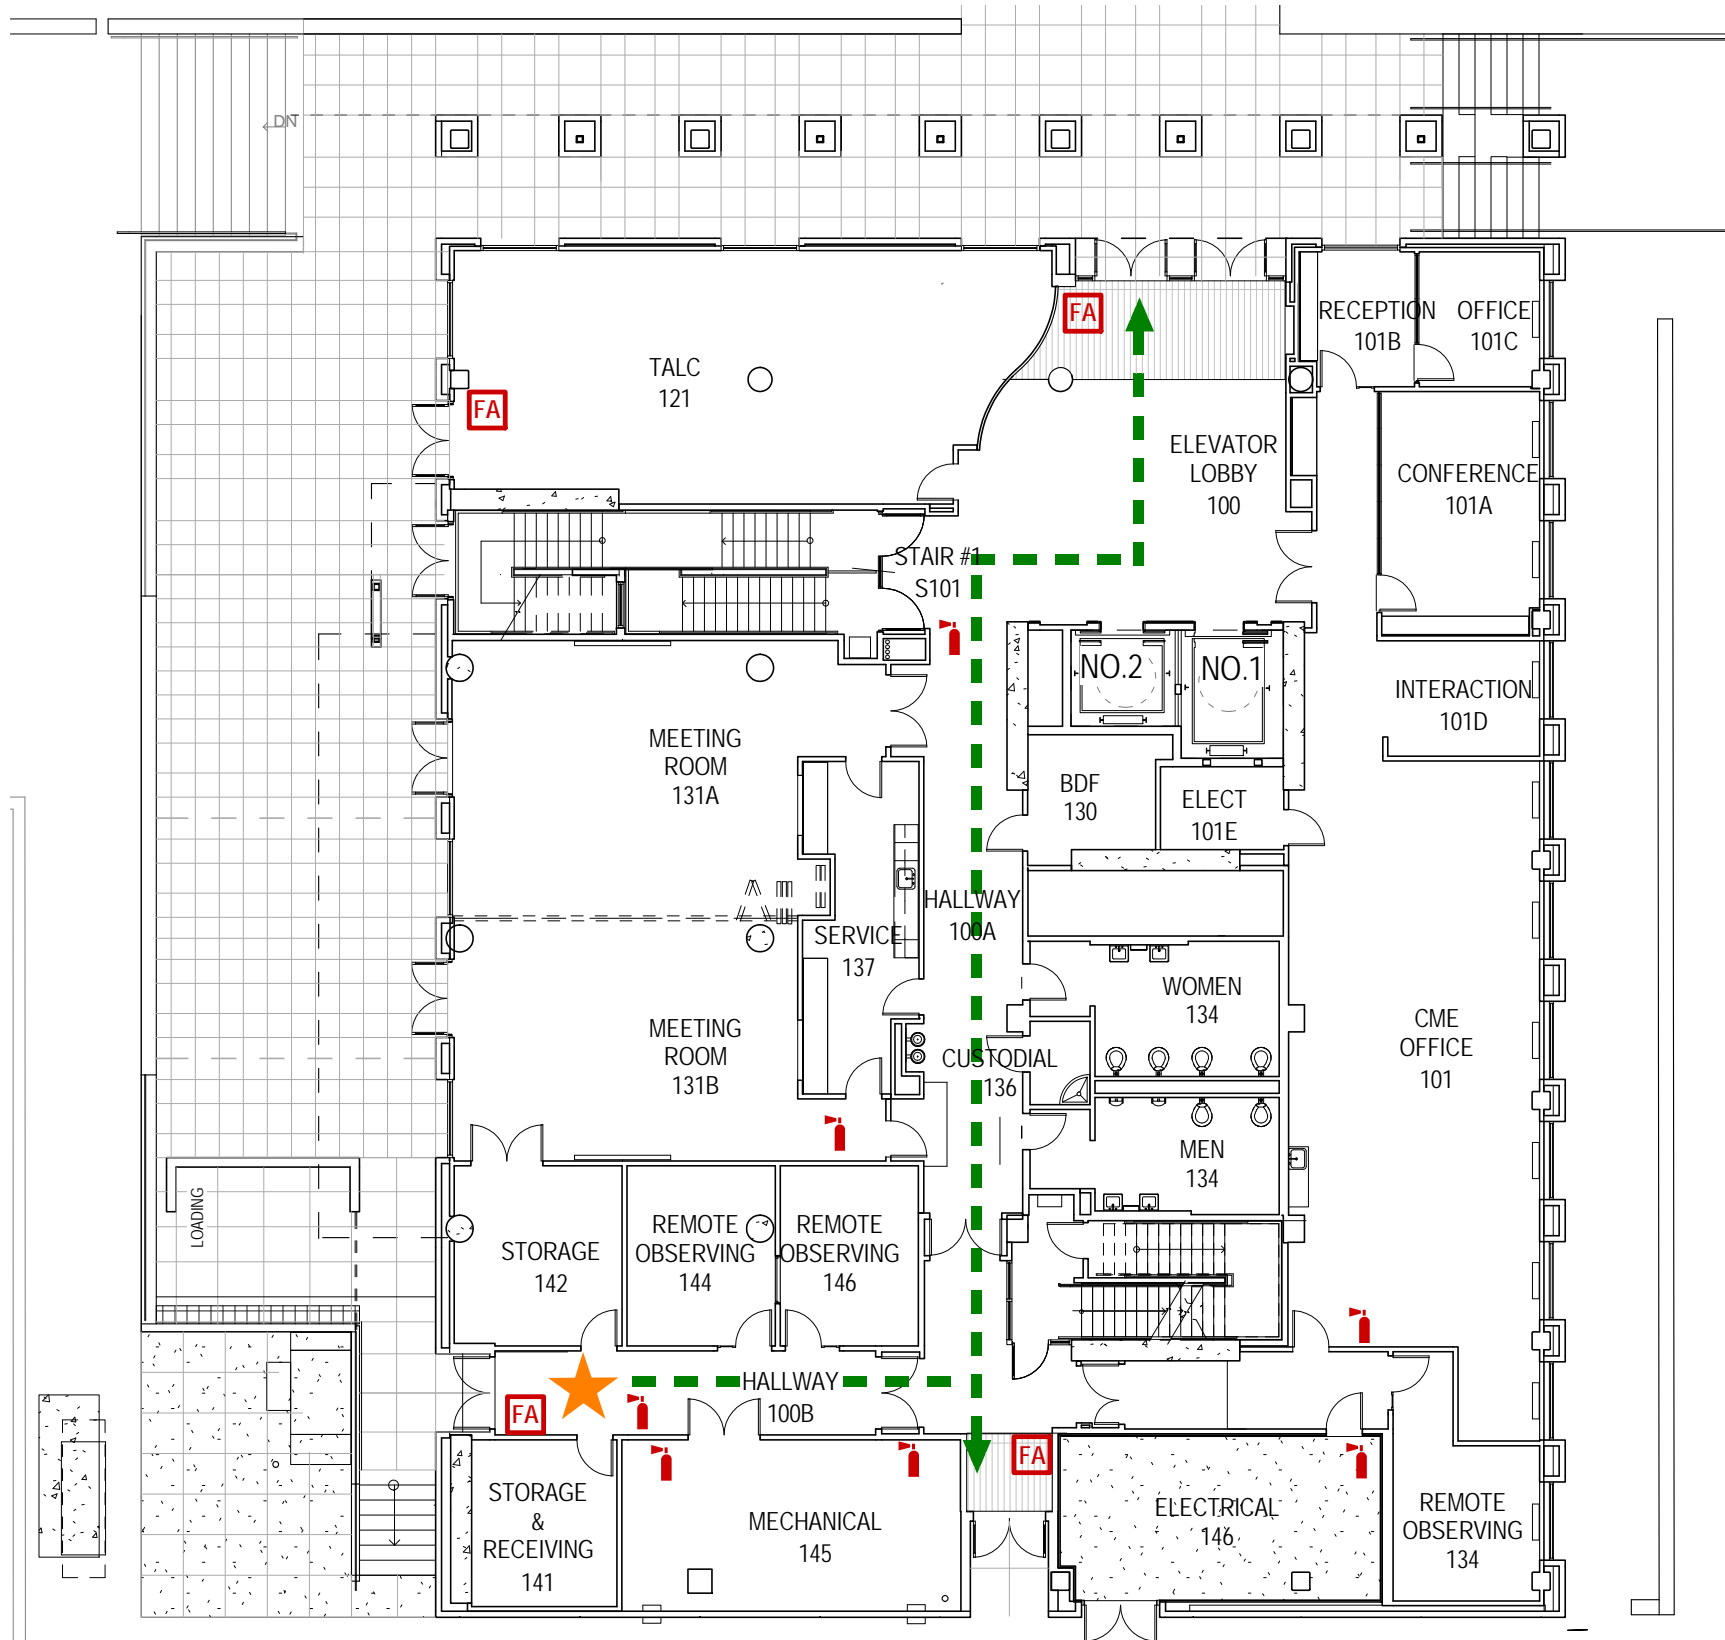 DN
FA
RECEPTION
101B
OFFICE
101C
TALC
121
FA
ELEVATOR
LOBBY
100
CONFERENCE
101A
STAIR #1
S101
NO.2
NO.1
INTERACTION
101D
MEETING
ROOM
131A
BDF
130
ELECT
101E
HALLWAY
100A
SERVICE
137
WOMEN
134
CME
OFFICE
101
MEETING
ROOM
131B
CUSTODIAL
136
MEN
134
LOADING
STORAGE
142
REMOTE
OBSERVING
144
REMOTE
OBSERVING
146
HALLWAY
100B
FA
FA
STORAGE
&
RECEIVING
141
MECHANICAL
145
ELECTRICAL
146
REMOTE
OBSERVING
134